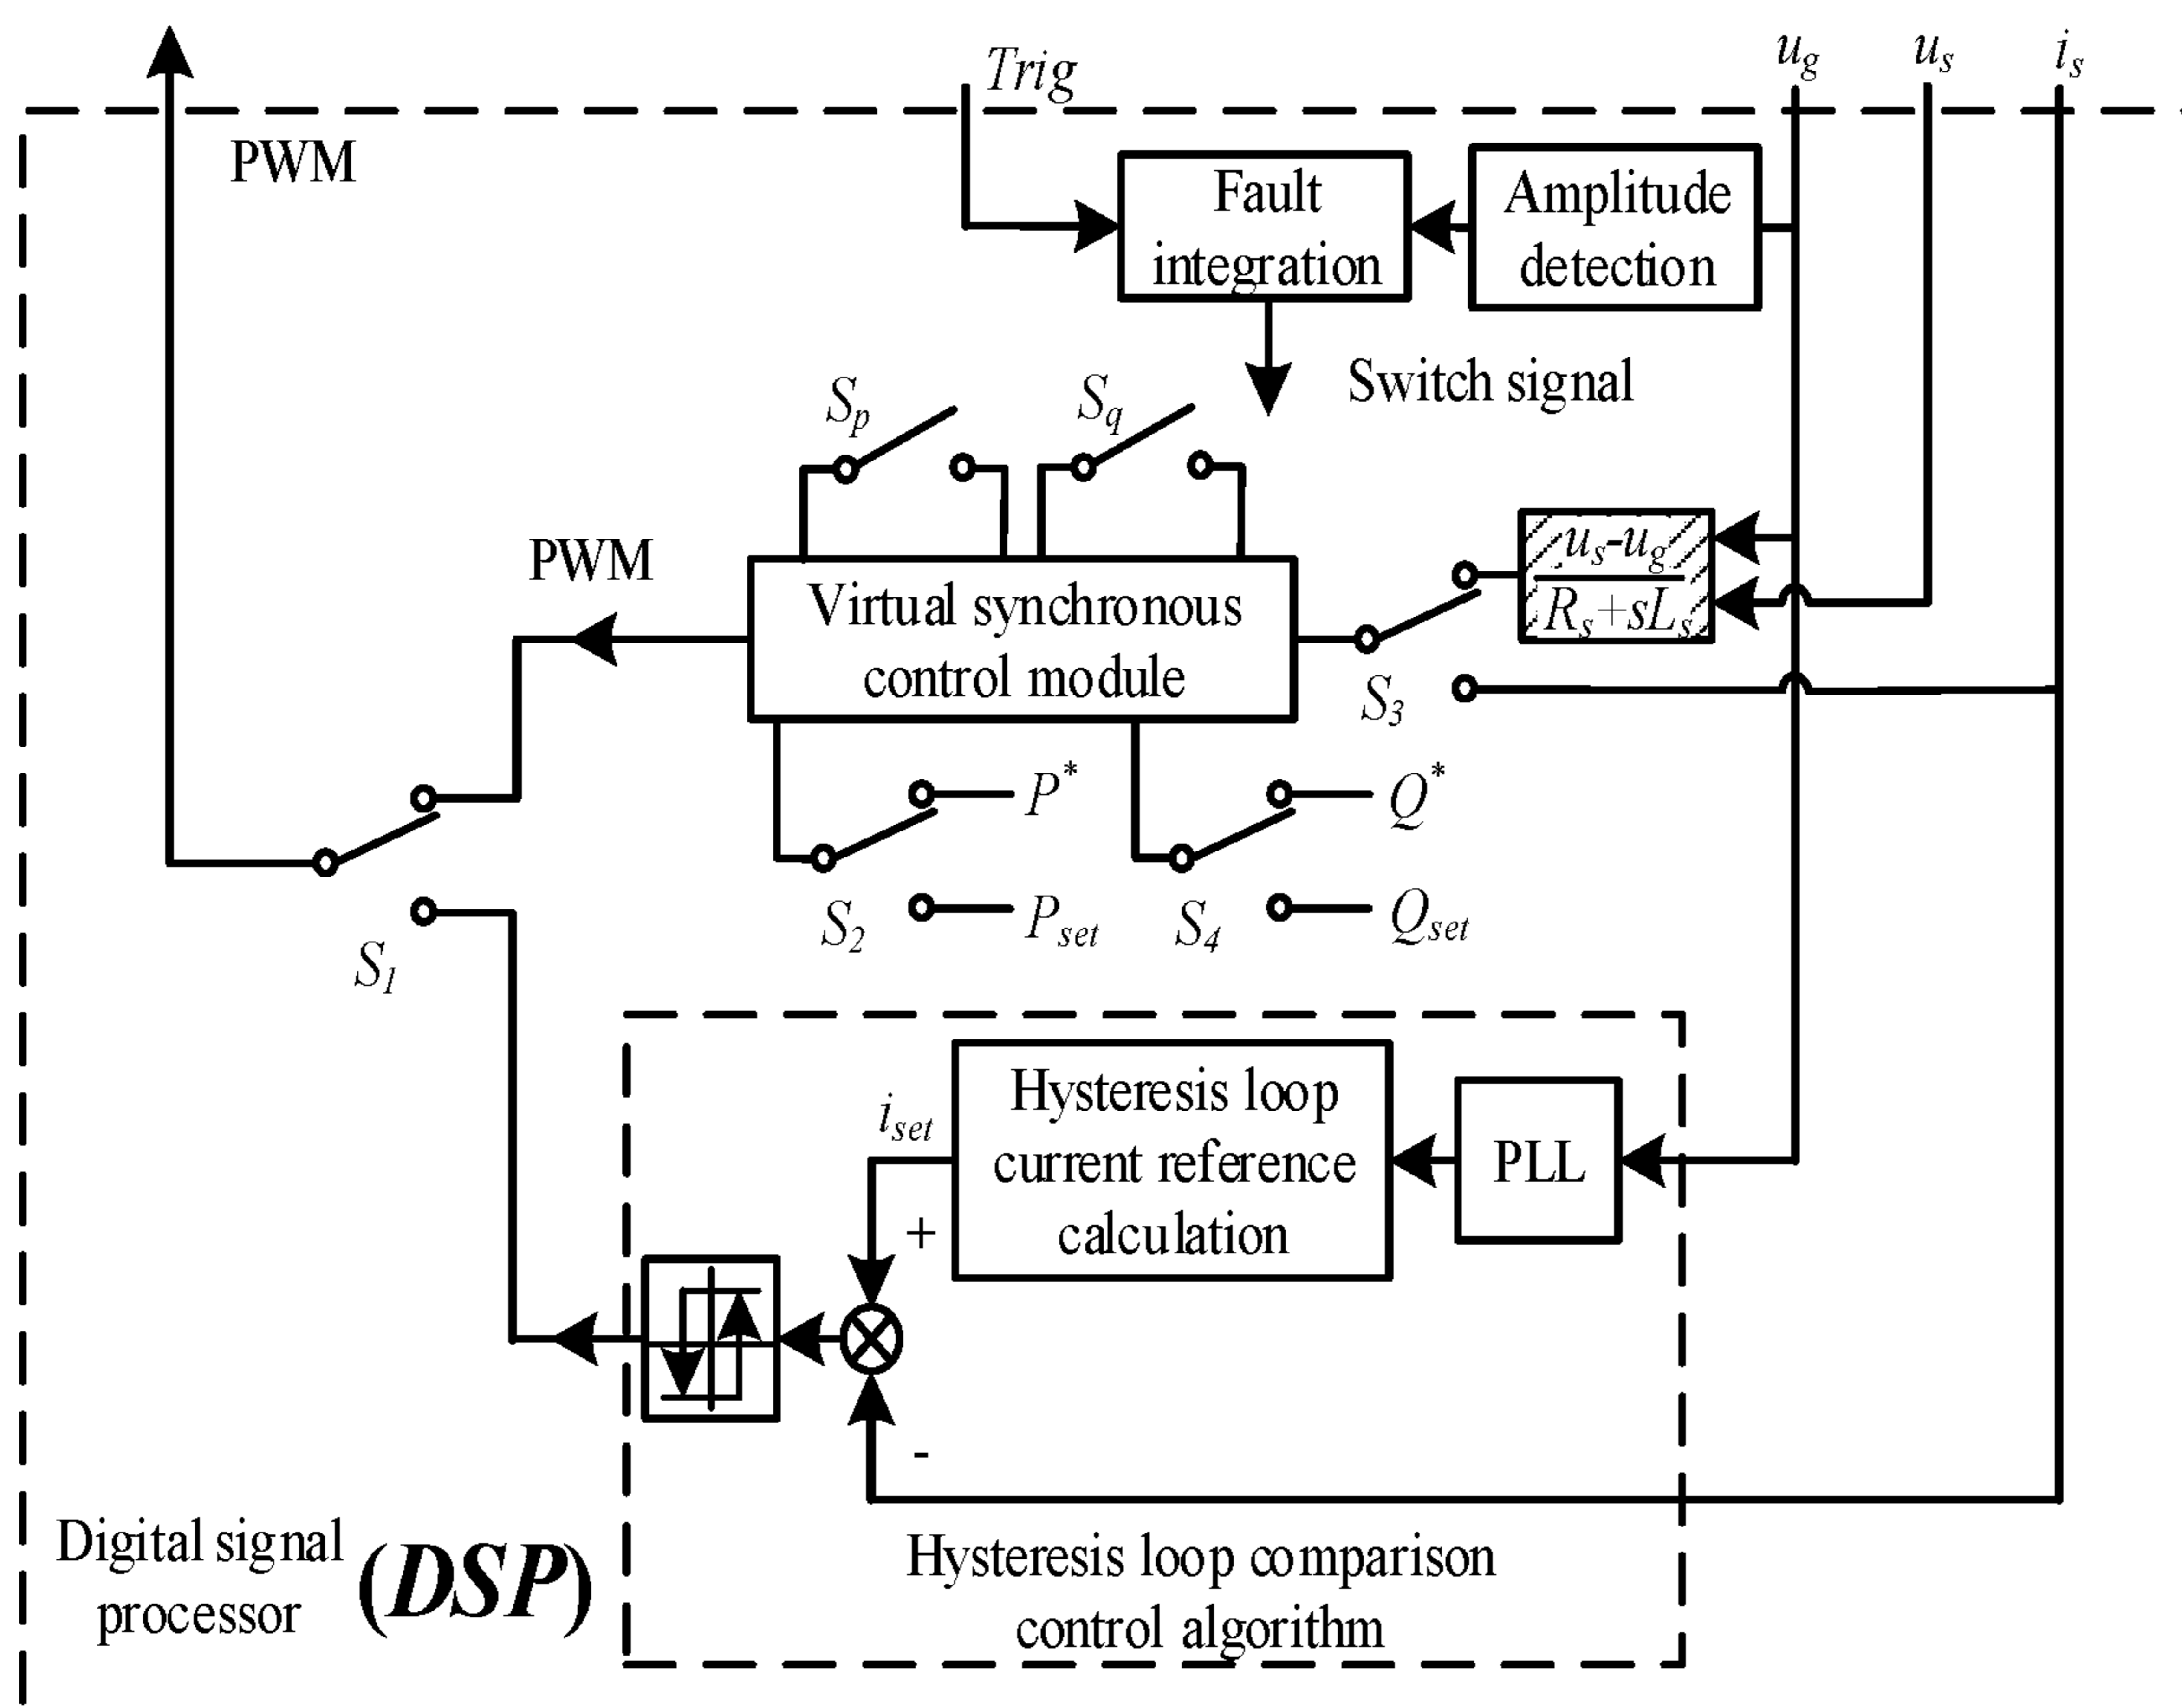 Trig
u_g
u_s
i_s
PWM
Fault
integration
Amplitude
detection
Switch signal
S_p
S_q
PWM
Virtual synchronous
control module
u_s-u_g
R_s+sL_s
S_3
P^*
Q^*
S_2
P_set
S_4
Q_set
S_1
Hysteresis loop
current reference
calculation
i_set
PLL
+
-
Digital signal
processor
(DSP)
Hysteresis loop comparison
control algorithm